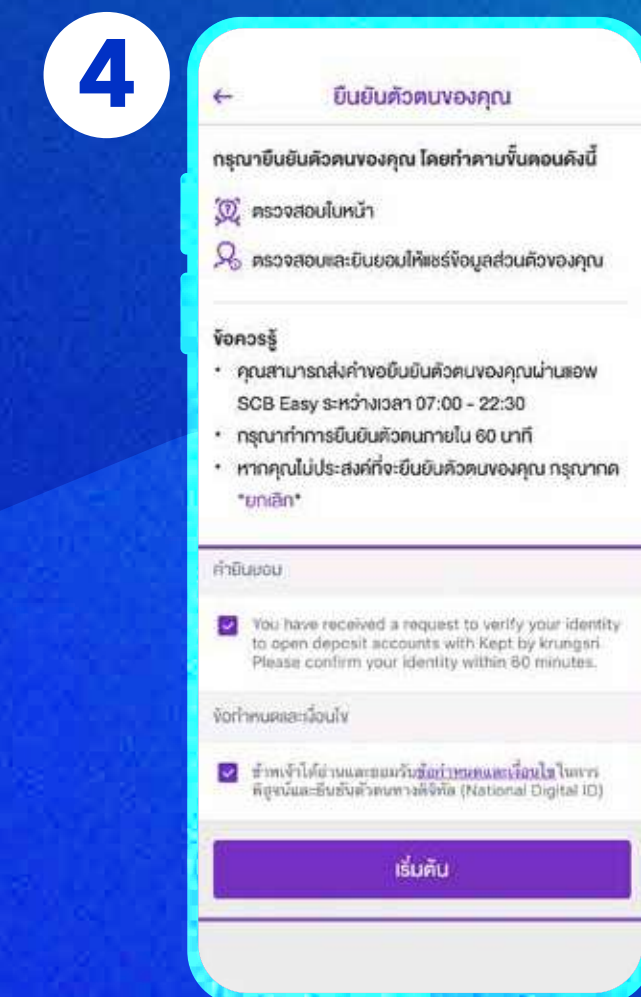 4
← ยืนยันตัวตนของคุณ
กรุณายืนยันตัวตนของคุณ โดยทำตามขั้นตอนดังนี้
ตรวจสอบใบหน้า
ตรวจสอบและยินยอมให้แชร์ข้อมูลส่วนตัวของคุณ
ข้อควรรู้
• คุณสามารถส่งคำขอยืนยันตัวตนของคุณผ่านแอพ
SCB Easy ระหว่างเวลา 07:00 - 22:30
• กรุณาทำการยืนยันตัวตนภายใน 60 นาที
• หากคุณไม่ประสงค์ที่จะยืนยันตัวตนของคุณ กรุณากด
"ยกเลิก"
คำยินยอม
You have received a request to verify your identity
to open deposit accounts with Kept by krungsri.
Please confirm your identity within 60 minutes.
ข้อกำหนดและเงื่อนไข
ข้าพเจ้าได้อ่านและยอมรับข้อกำหนดและเงื่อนไขในการ
พิสูจน์และยืนยันตัวตนทางดิจิทัล (National Digital ID)
เริ่มต้น